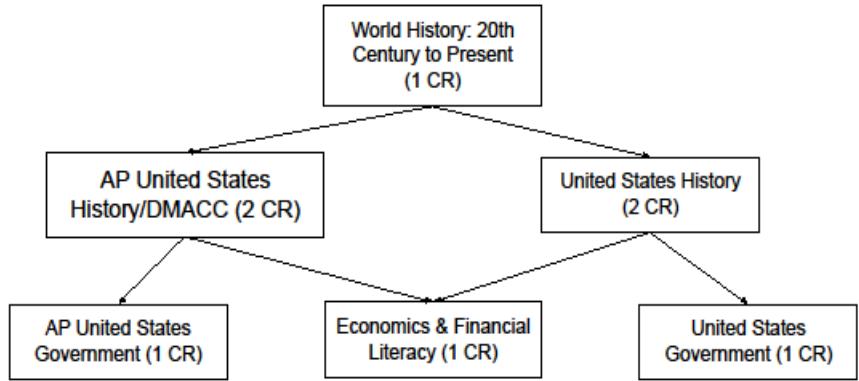 World History: 20th
Century to Present
(1 CR)
AP United States
History/DMACC (2 CR)
United States History
(2 CR)
AP United States
Government (1 CR)
Economics & Financial
Literacy (1 CR)
United States
Government (1 CR)